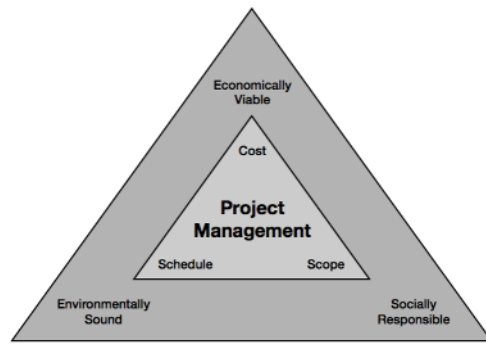 Economically
Viable
Cost
Project
Management
Schedule
Scope
Environmentally
Sound
Socially
Responsible